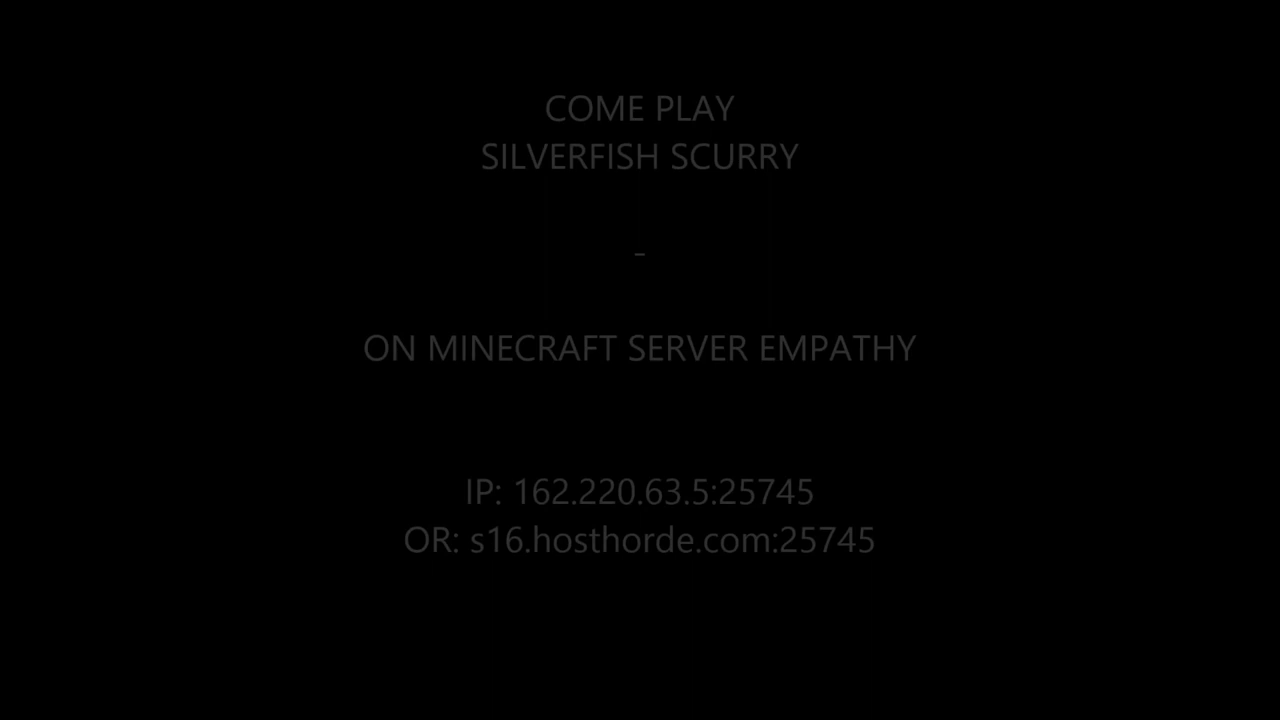 COME PLAY
SILVERFISH SCURRY
-
ON MINECRAFT SERVER EMPATHY
IP: 162.220.63.5:25745
OR: s16.hosthorde.com:25745